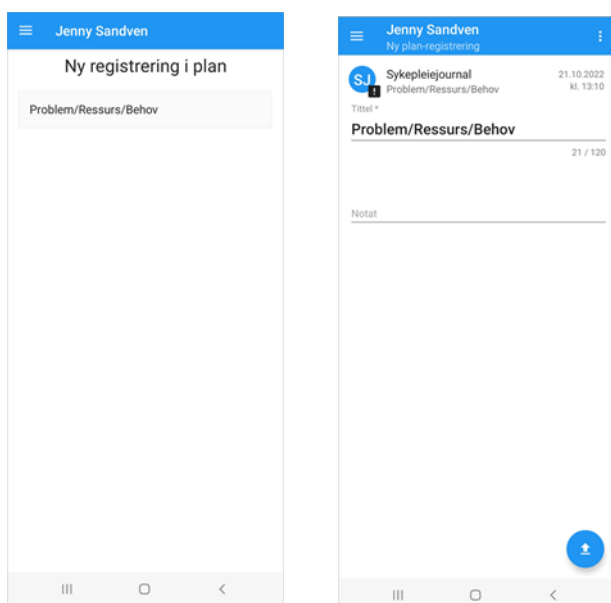 Jenny Sandven
Ny registrering i plan
Problem/Ressurs/Behov
Jenny Sandven
Ny plan-registrering
SJ
Sykepleiejournal
21.10.2022
Problem/Ressurs/Behov
kl. 13:10
Tittel *
Problem/Ressurs/Behov
21 / 120
Notat